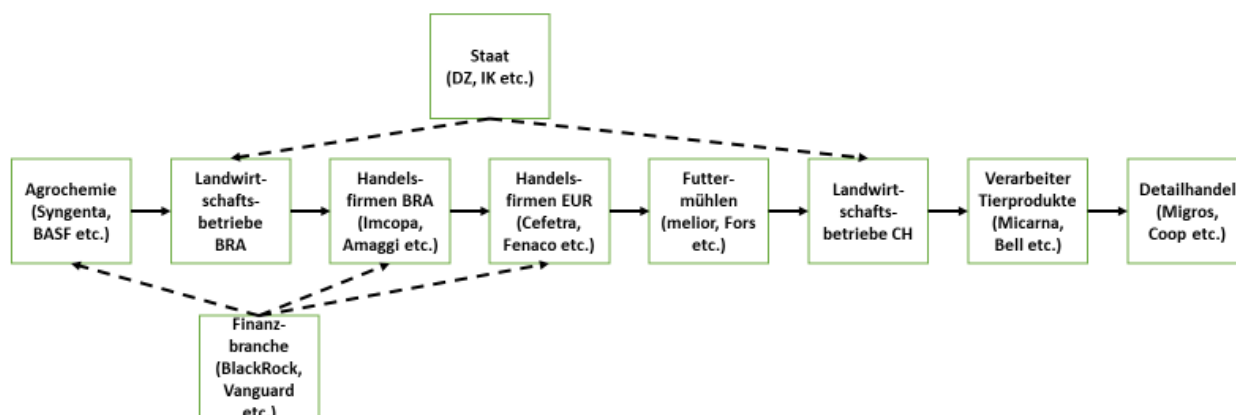 Staat
(DZ, IK etc.)
Agrochemie
(Syngenta,
BASF etc.)
Landwirt-
schafts-
betriebe
BRA
Handels-
firmen BRA
(Imcopa,
Amaggi etc.)
Handels-
firmen EUR
(Cefetra,
Fenaco etc.)
Futter-
mühlen
(melior, Fors
etc.)
Landwirt-
schafts-
betriebe CH
Verarbeiter
Tierprodukte
(Micarna,
Bell etc.)
Detailhandel
(Migros,
Coop etc.)
Finanz-
branche
(BlackRock,
Vanguard
etc.)